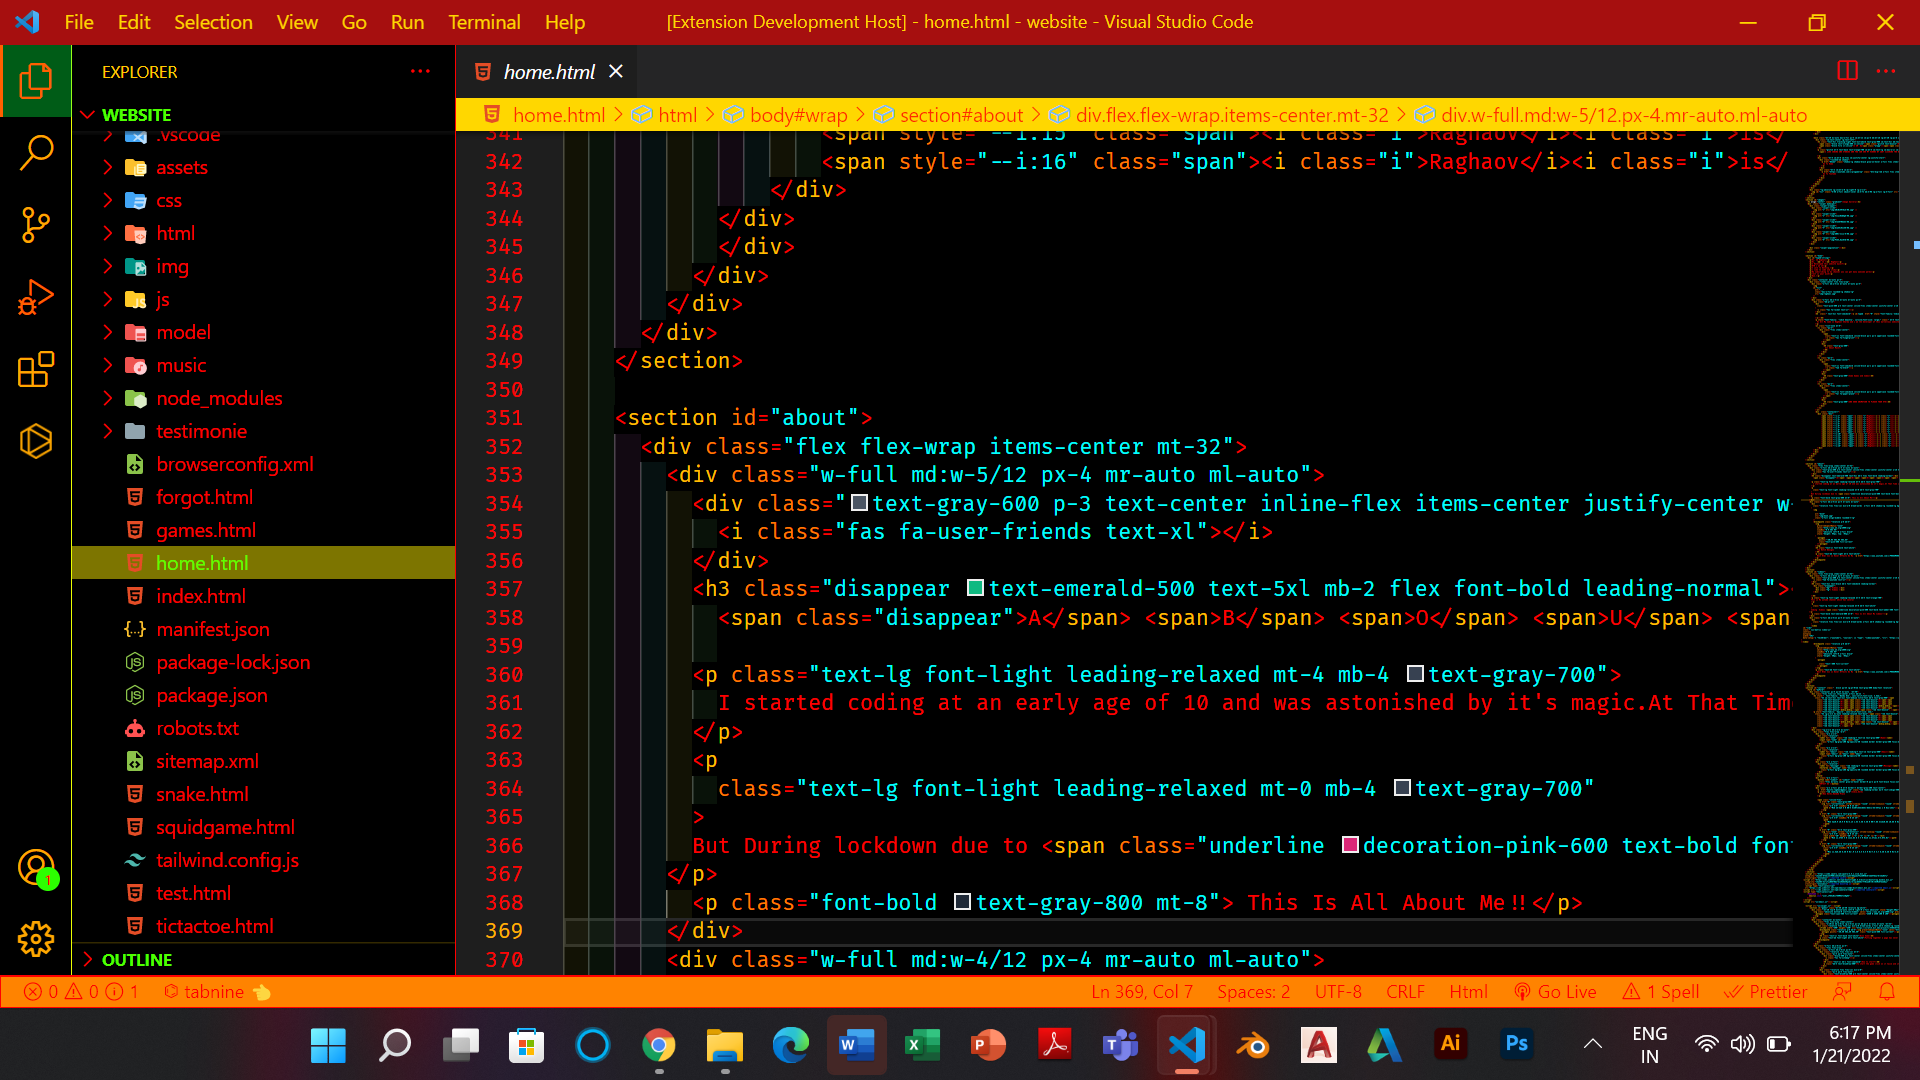 File Edit Selection View Go Run Terminal Help [Extension Development Host] - home.html - website - Visual Studio Code
EXPLORER
WEBSITE
.vscode
assets
css
html
img
js
model
music
node_modules
testimonie
browserconfig.xml
forgot.html
games.html
home.html
index.html
manifest.json
package-lock.json
package.json
robots.txt
sitemap.xml
snake.html
squidgame.html
tailwind.config.js
test.html
tictactoe.html
OUTLINE
home.html
home.html > html > body#wrap > section#about > div.flex.flex-wrap.items-center.mt-32 > div.w-full.md:w-5/12.px-4.mr-auto.ml-auto
341 <span style="--i:15" class="span"><i class="i">Raghaov</i><i class="i">is</
342 <span style="--i:16" class="span"><i class="i">Raghaov</i><i class="i">is</
343 </div>
344 </div>
345 </div>
346 </div>
347 </div>
348 </div>
349 </section>
350
351 <section id="about">
352 <div class="flex flex-wrap items-center mt-32">
353 <div class="w-full md:w-5/12 px-4 mr-auto ml-auto">
354 <div class="text-gray-600 p-3 text-center inline-flex items-center justify-center w-
355 <i class="fas fa-user-friends text-xl"></i>
356 </div>
357 <h3 class="disappear text-emerald-500 text-5xl mb-2 flex font-bold leading-normal">
358 <span class="disappear">A</span> <span>B</span> <span>O</span> <span>U</span> <span
359
360 <p class="text-lg font-light leading-relaxed mt-4 mb-4 text-gray-700">
361 I started coding at an early age of 10 and was astonished by it's magic.At That Tim
362 </p>
363 <p
364 class="text-lg font-light leading-relaxed mt-0 mb-4 text-gray-700"
365 >
366 But During lockdown due to <span class="underline decoration-pink-600 text-bold fon
367 </p>
368 <p class="font-bold text-gray-800 mt-8"> This Is All About Me!!</p>
369 </div>
370 <div class="w-full md:w-4/12 px-4 mr-auto ml-auto">
0 0 1 tabnine Ln 369, Col 7 Spaces: 2 UTF-8 CRLF Html Go Live 1 Spell Prettier
1
ENG
IN
6:17 PM
1/21/2022